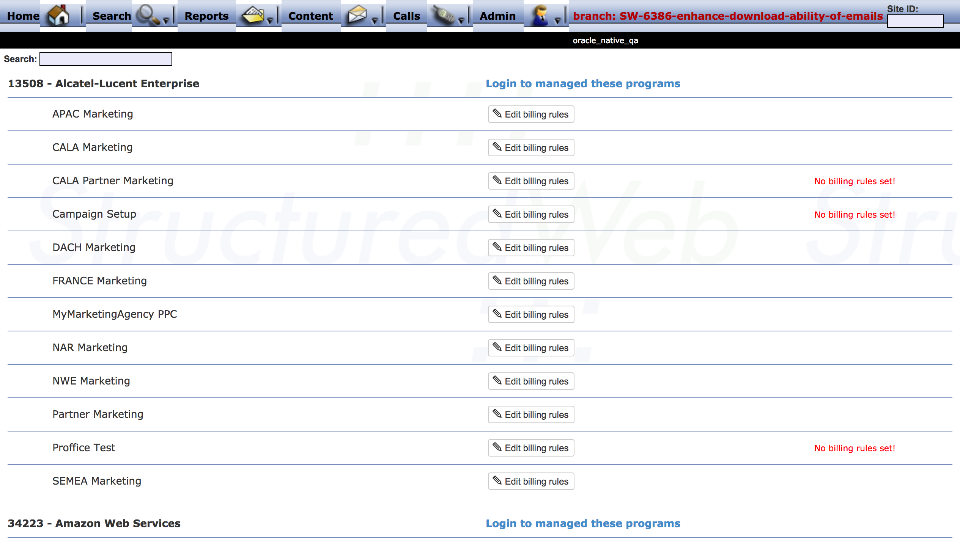 Home Search Reports Content Calls Admin branch: SW-6386-enhance-download-ability-of-emails Site ID:
oracle_native_qa
Search:
13508 - Alcatel-Lucent Enterprise Login to managed these programs
APAC Marketing Edit billing rules
CALA Marketing Edit billing rules
CALA Partner Marketing Edit billing rules No billing rules set!
Campaign Setup Edit billing rules No billing rules set!
StructuredWeb Stru
DACH Marketing Edit billing rules
FRANCE Marketing Edit billing rules
MyMarketingAgency PPC Edit billing rules
NAR Marketing Edit billing rules
NWE Marketing Edit billing rules
Partner Marketing Edit billing rules
Proffice Test Edit billing rules No billing rules set!
SEMEA Marketing Edit billing rules
34223 - Amazon Web Services Login to managed these programs